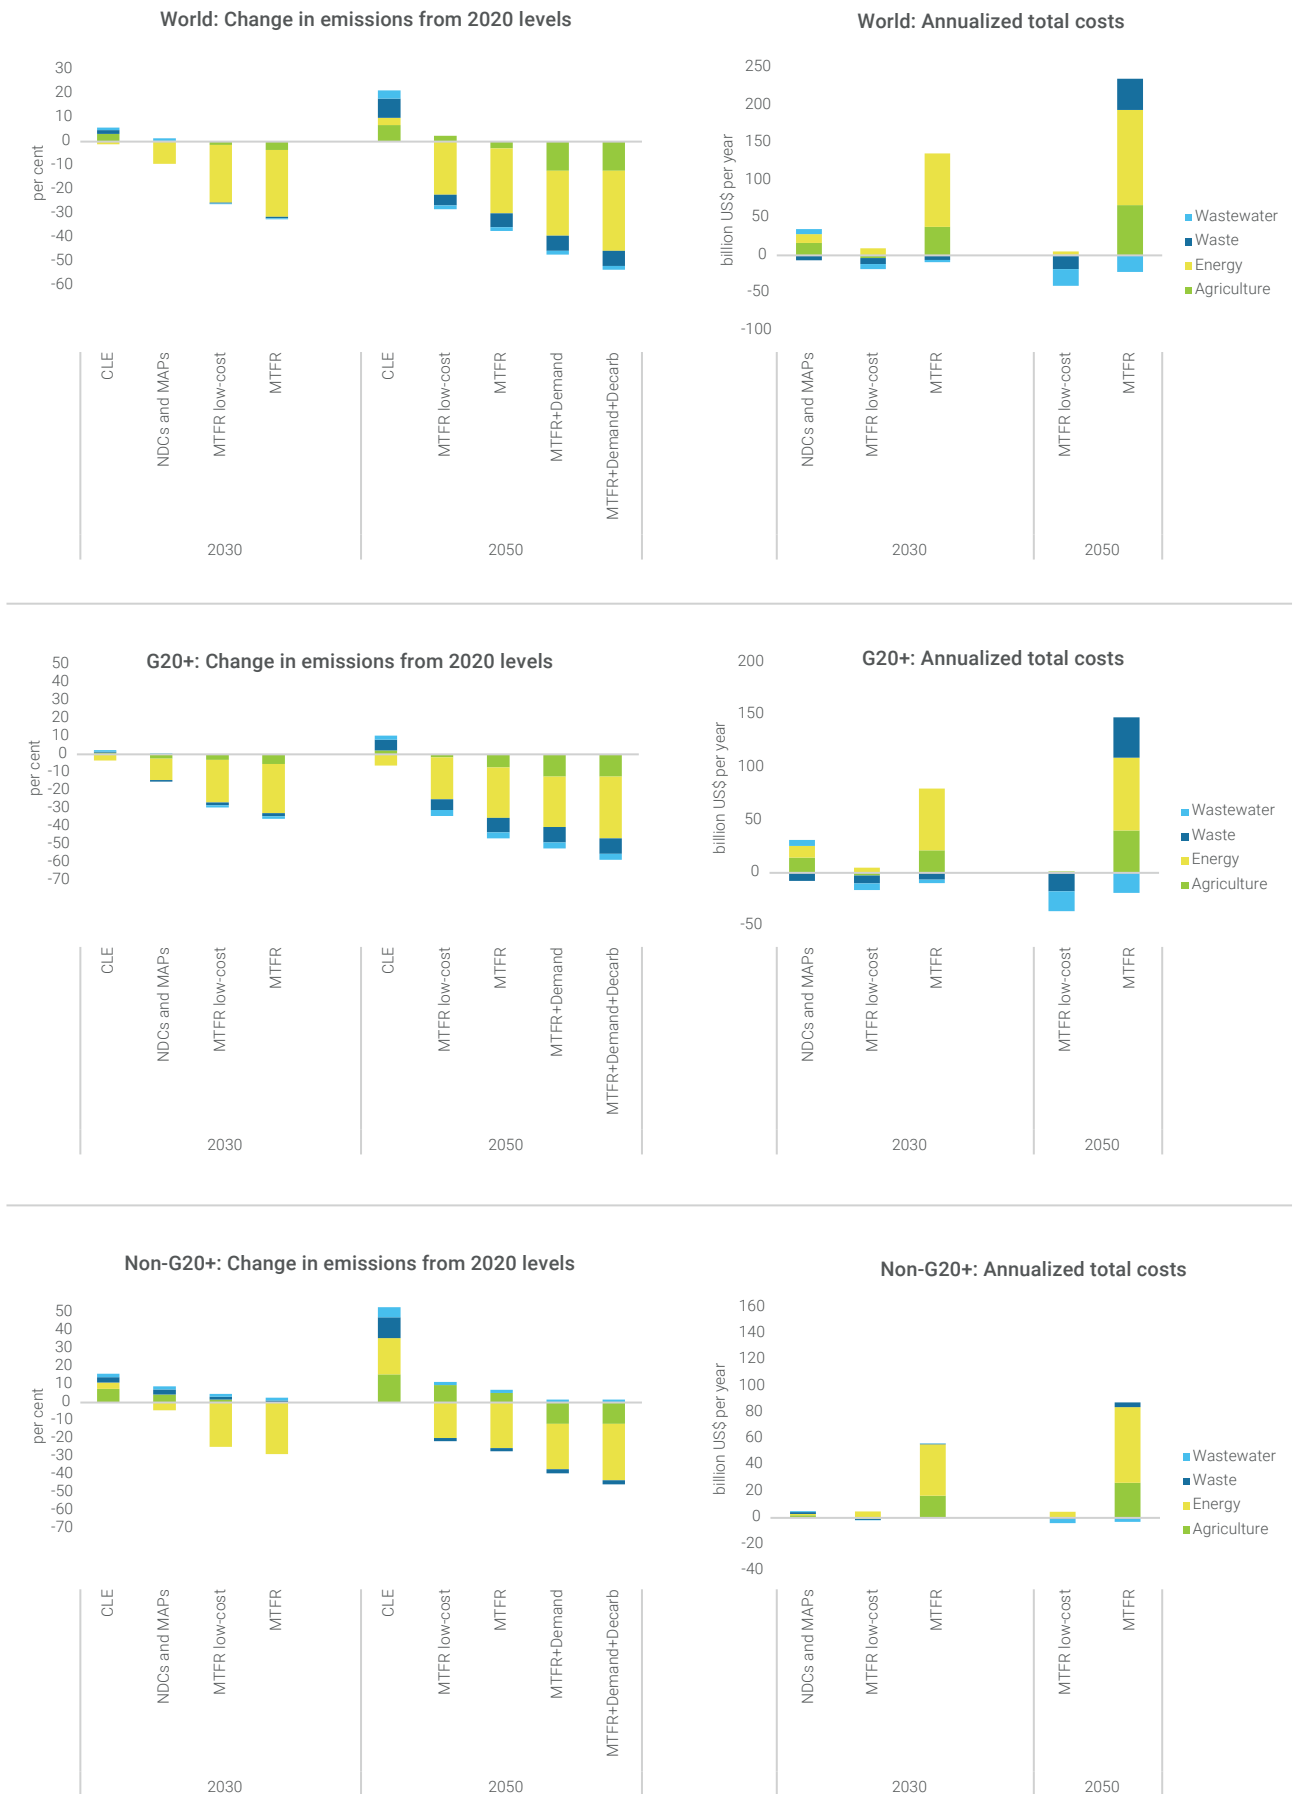 World: Change in emissions from 2020 levels
per cent
30
20
10
0
-10
-20
-30
-40
-50
-60
CLE
NDCs and MAPs
MTFR low-cost
MTFR
CLE
MTFR low-cost
MTFR
MTFR+Demand
MTFR+Demand+Decarb
2030
2050
World: Annualized total costs
billion US$ per year
250
200
150
100
50
0
-50
-100
Wastewater
Waste
Energy
Agriculture
NDCs and MAPs
MTFR low-cost
MTFR
MTFR low-cost
MTFR
2030
2050
G20+: Change in emissions from 2020 levels
per cent
50
40
30
20
10
0
-10
-20
-30
-40
-50
-60
-70
CLE
NDCs and MAPs
MTFR low-cost
MTFR
CLE
MTFR low-cost
MTFR
MTFR+Demand
MTFR+Demand+Decarb
2030
2050
G20+: Annualized total costs
billion US$ per year
200
150
100
50
0
-50
Wastewater
Waste
Energy
Agriculture
NDCs and MAPs
MTFR low-cost
MTFR
MTFR low-cost
MTFR
2030
2050
Non-G20+: Change in emissions from 2020 levels
per cent
50
40
30
20
10
0
-10
-20
-30
-40
-50
-60
-70
CLE
NDCs and MAPs
MTFR low-cost
MTFR
CLE
MTFR low-cost
MTFR
MTFR+Demand
MTFR+Demand+Decarb
2030
2050
Non-G20+: Annualized total costs
billion US$ per year
160
140
120
100
80
60
40
20
0
-20
-40
Wastewater
Waste
Energy
Agriculture
NDCs and MAPs
MTFR low-cost
MTFR
MTFR low-cost
MTFR
2030
2050